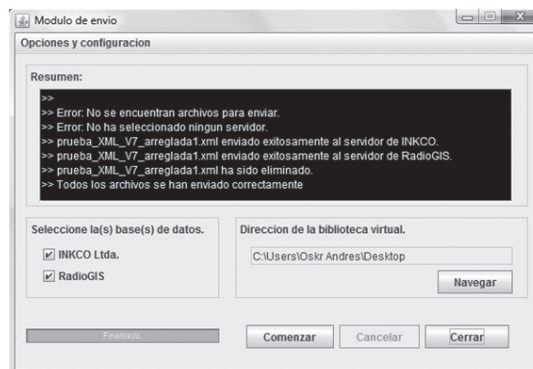 Modulo de envio
Opciones y configuracion
Resumen:
>>
>> Error: No se encuentran archivos para enviar.
>> Error: No ha seleccionado ningun servidor.
>> prueba_XML_V7_arreglada1.xml enviado exitosamente al servidor de INKCO.
>> prueba_XML_V7_arreglada1.xml enviado exitosamente al servidor de RadioGIS.
>> prueba_XML_V7_arreglada1.xml ha sido eliminado.
>> Todos los archivos se han enviado correctamente
Seleccione la(s) base(s) de datos.
INKCO Ltda.
RadioGIS
Direccion de la biblioteca virtual.
C:\Users\Oskr Andres\Desktop
Navegar
Finalizado
Comenzar
Cancelar
Cerrar